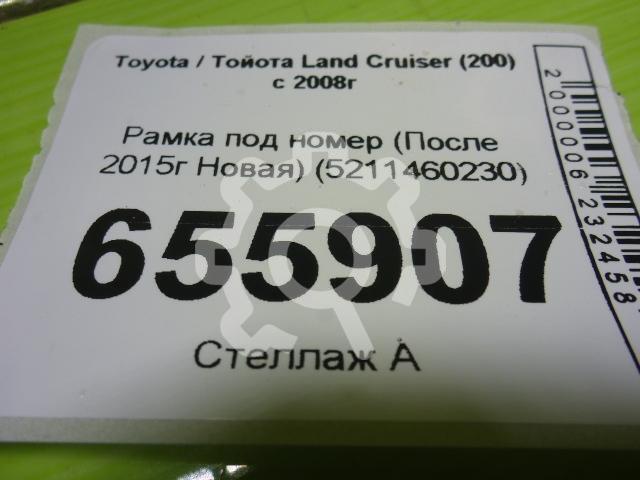 Toyota / Тойота Land Cruiser (200)
с 2008г
Рамка под номер (После
2015г Новая) (5211460230)
655907
Стеллаж А
2000006232458